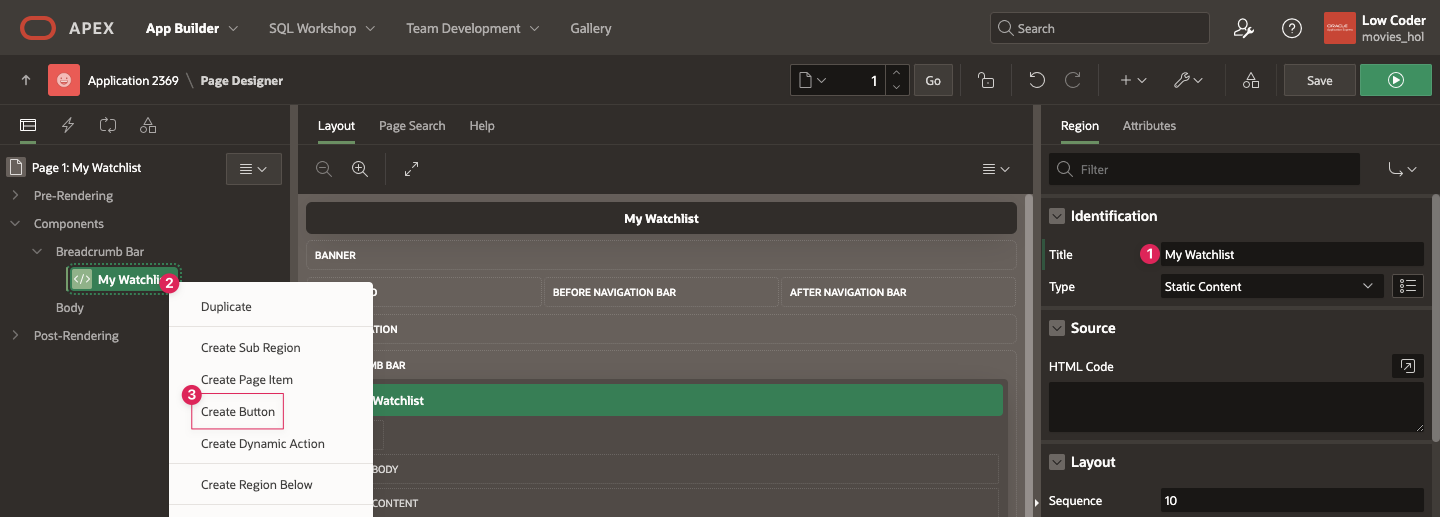 APEX App Builder SQL Workshop Team Development Gallery Search Low Coder
movies_hol
Application 2369 \ Page Designer 1 Go Save
Layout Page Search Help
Region Attributes
Page 1: My Watchlist
Pre-Rendering
Components
Breadcrumb Bar
</> My Watchli 2
Body
Post-Rendering
Duplicate
Create Sub Region
Create Page Item
3
Create Button
Create Dynamic Action
Create Region Below
My Watchlist
BANNER
BEFORE NAVIGATION BAR AFTER NAVIGATION BAR
ATION
MB BAR
Watchlist
BODY
CONTENT
Filter
Identification
Title 1 My Watchlist
Type Static Content
Source
HTML Code
Layout
Sequence 10